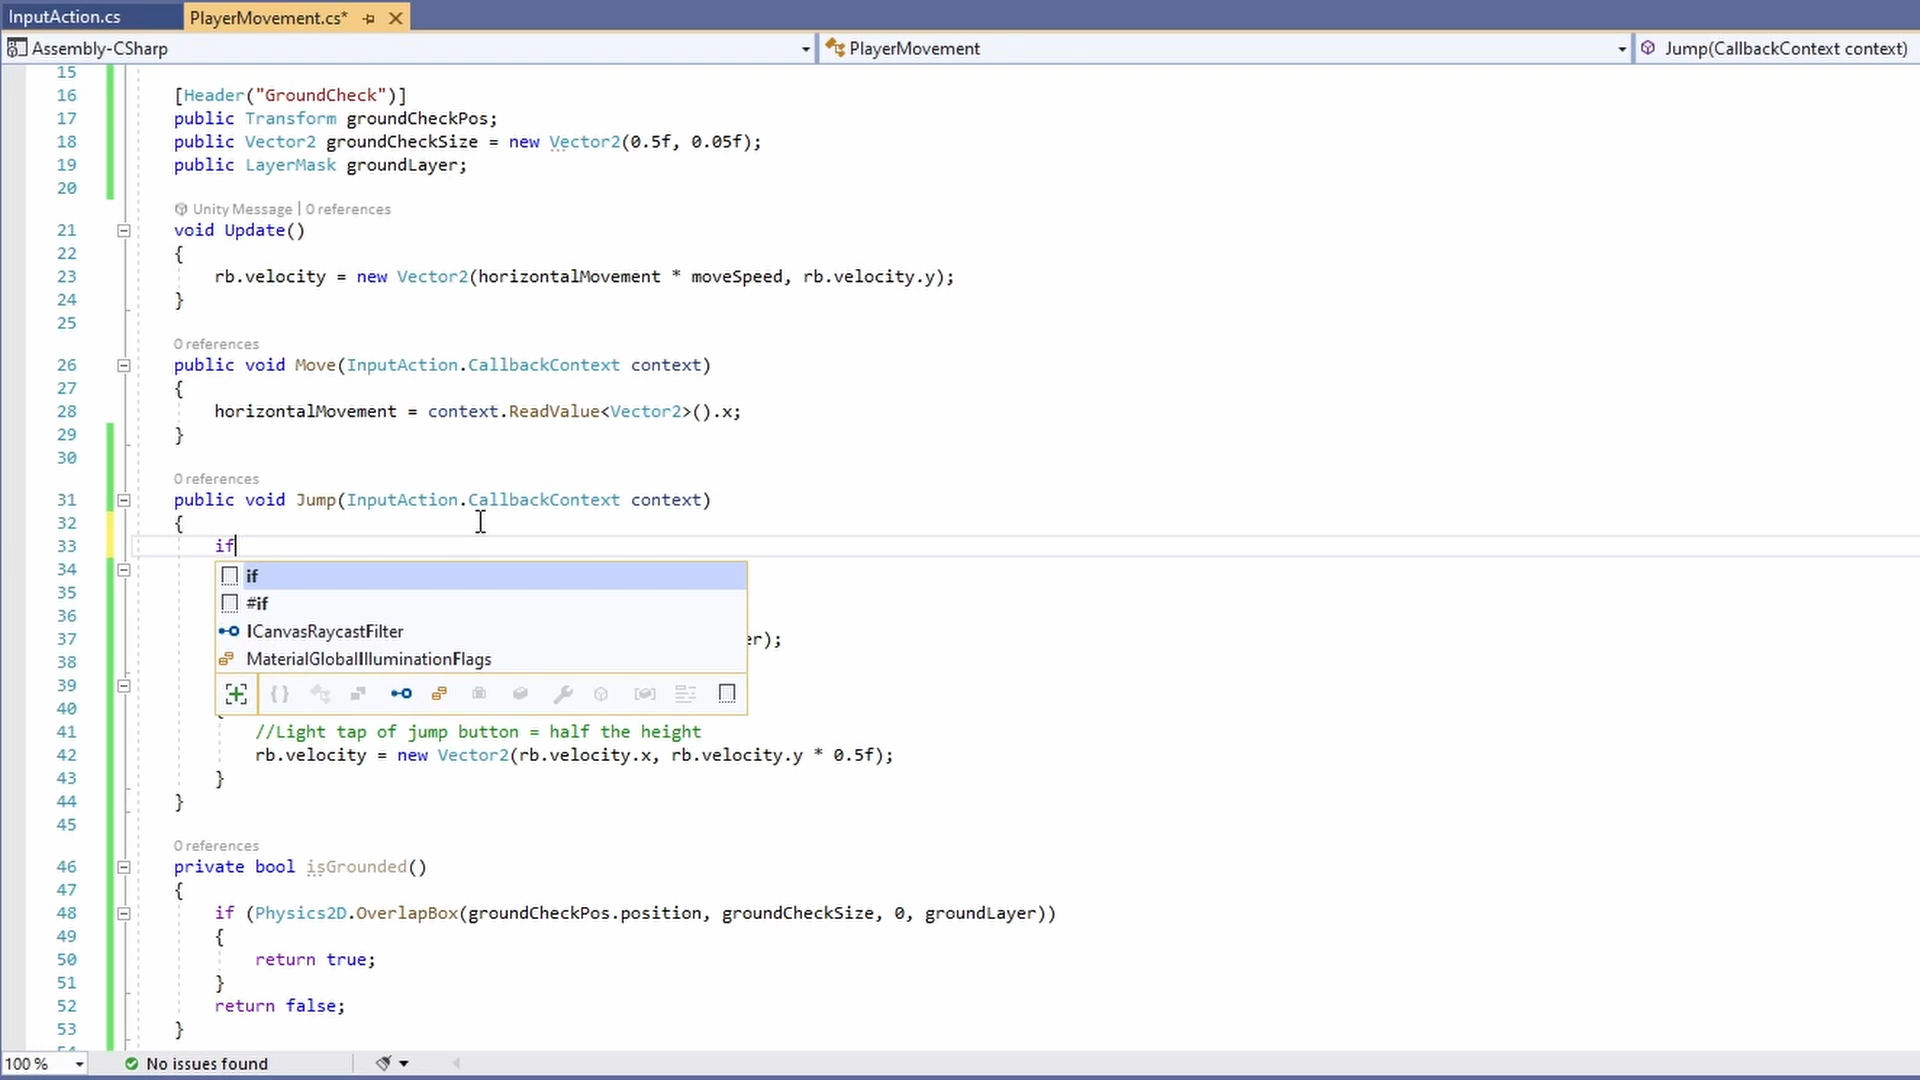 InputAction.cs PlayerMovement.cs*
Assembly-CSharp PlayerMovement Jump(CallbackContext context)
15
16 [Header("GroundCheck")]
17 public Transform groundCheckPos;
18 public Vector2 groundCheckSize = new Vector2(0.5f, 0.05f);
19 public LayerMask groundLayer;
20
Unity Message | 0 references
21 void Update()
22 {
23 rb.velocity = new Vector2(horizontalMovement * moveSpeed, rb.velocity.y);
24 }
25
0 references
26 public void Move(InputAction.CallbackContext context)
27 {
28 horizontalMovement = context.ReadValue<Vector2>().x;
29 }
30
0 references
31 public void Jump(InputAction.CallbackContext context)
32 {
33 if
34
if
35
#if
36
ICanvasRaycastFilter
37 er);
MaterialGlobalIlluminationFlags
38
39
40
41 //Light tap of jump button = half the height
42 rb.velocity = new Vector2(rb.velocity.x, rb.velocity.y * 0.5f);
43 }
44 }
45
0 references
46 private bool isGrounded()
47 {
48 if (Physics2D.OverlapBox(groundCheckPos.position, groundCheckSize, 0, groundLayer))
49 {
50 return true;
51 }
52 return false;
53 }
100 % No issues found